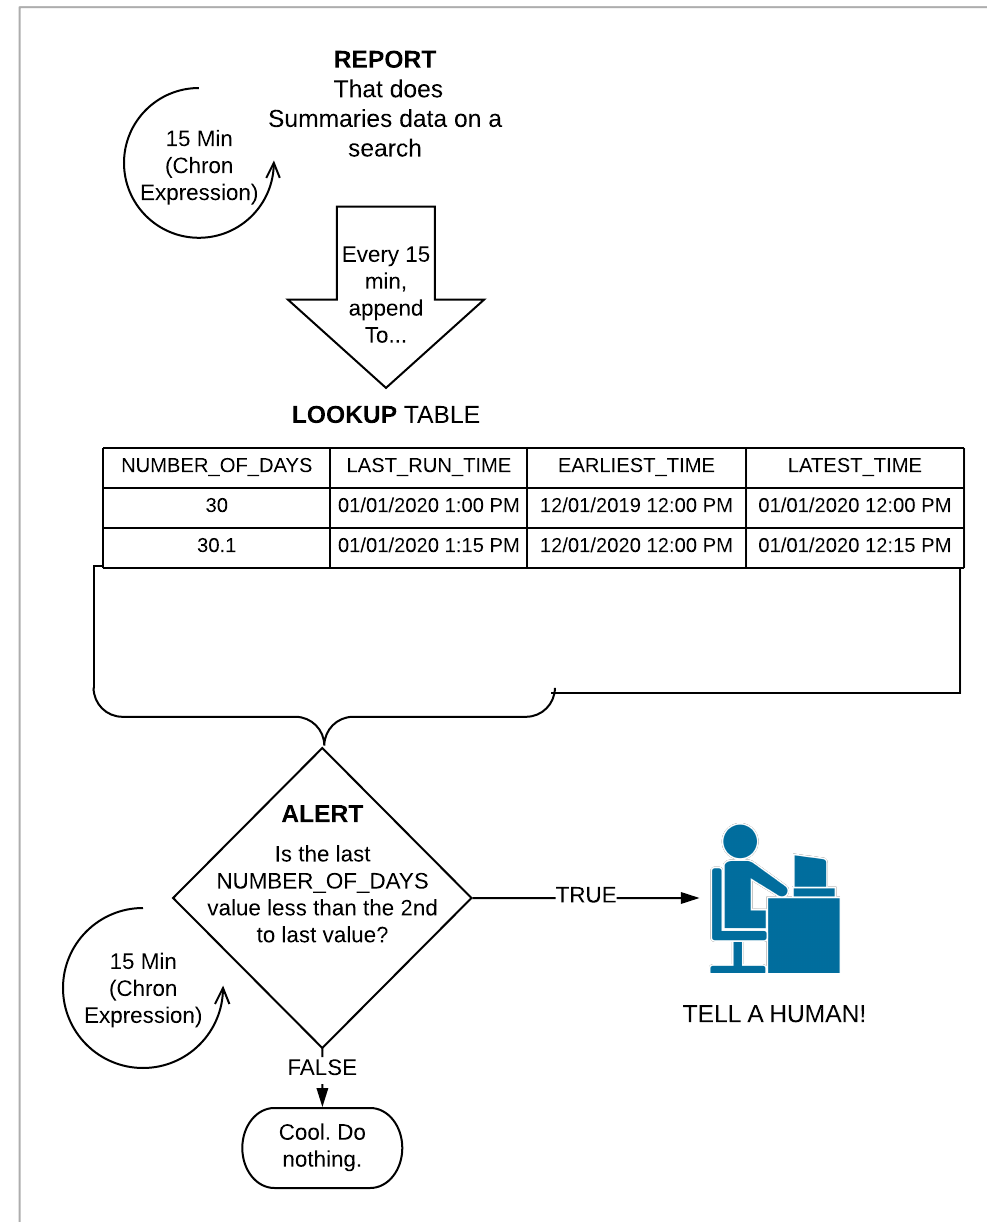 REPORT
That does
Summaries data on a
search
15 Min
(Chron
Expression)
Every 15
min,
append
To...
LOOKUP TABLE
NUMBER_OF_DAYS LAST_RUN_TIME EARLIEST_TIME LATEST_TIME
30 01/01/2020 1:00 PM 12/01/2019 12:00 PM 01/01/2020 12:00 PM
30.1 01/01/2020 1:15 PM 12/01/2020 12:00 PM 01/01/2020 12:15 PM
ALERT
Is the last
NUMBER_OF_DAYS
value less than the 2nd
to last value?
TRUE
15 Min
(Chron
Expression)
TELL A HUMAN!
FALSE
Cool. Do
nothing.